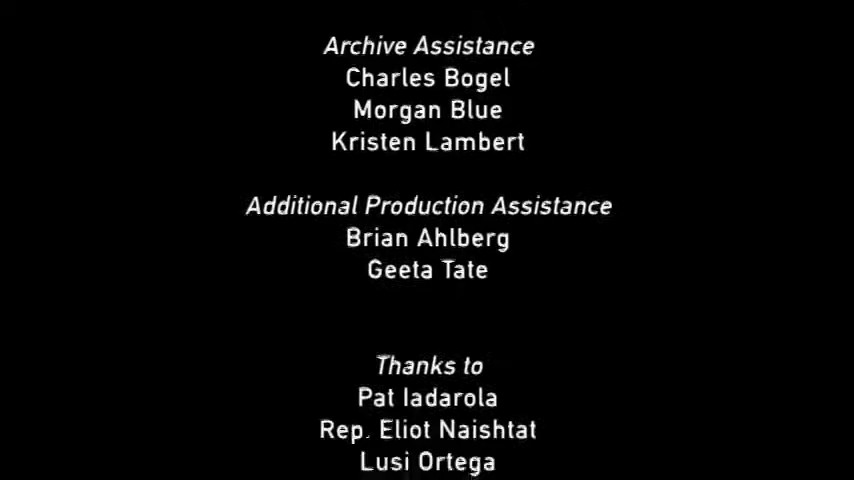 Archive Assistance
Charles Bogel
Morgan Blue
Kristen Lambert
Additional Production Assistance
Brian Ahlberg
Geeta Tate
Thanks to
Pat Iadarola
Rep. Eliot Naishtat
Lusi Ortega